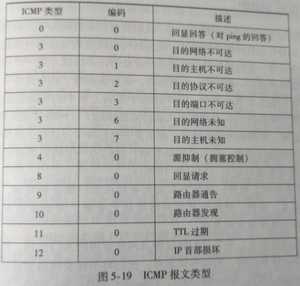 ICMP 类型 编码 描述
0 0 回显回答（对 ping 的回答）
3 0 目的网络不可达
3 1 目的主机不可达
3 2 目的协议不可达
3 3 目的端口不可达
3 6 目的网络未知
3 7 目的主机未知
4 0 源抑制（拥塞控制）
8 0 回显请求
9 0 路由器通告
10 0 路由器发现
11 0 TTL 过期
12 0 IP 首部损坏
图 5-19 ICMP 报文类型